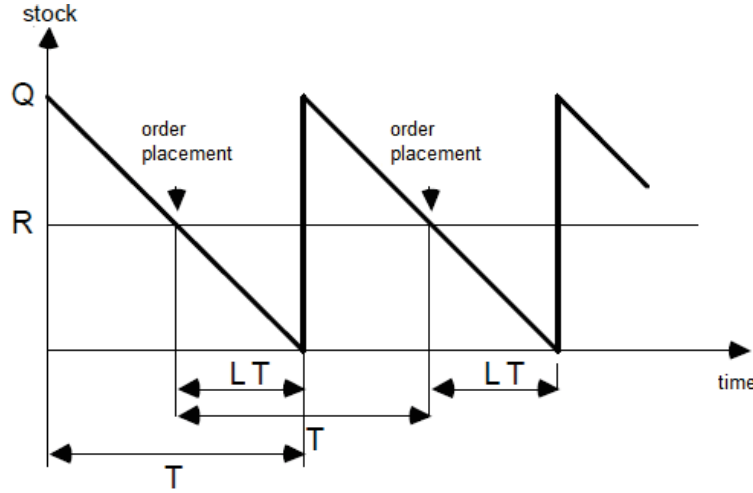 stock
Q
order
placement
order
placement
R
L T
L T
time
T
T